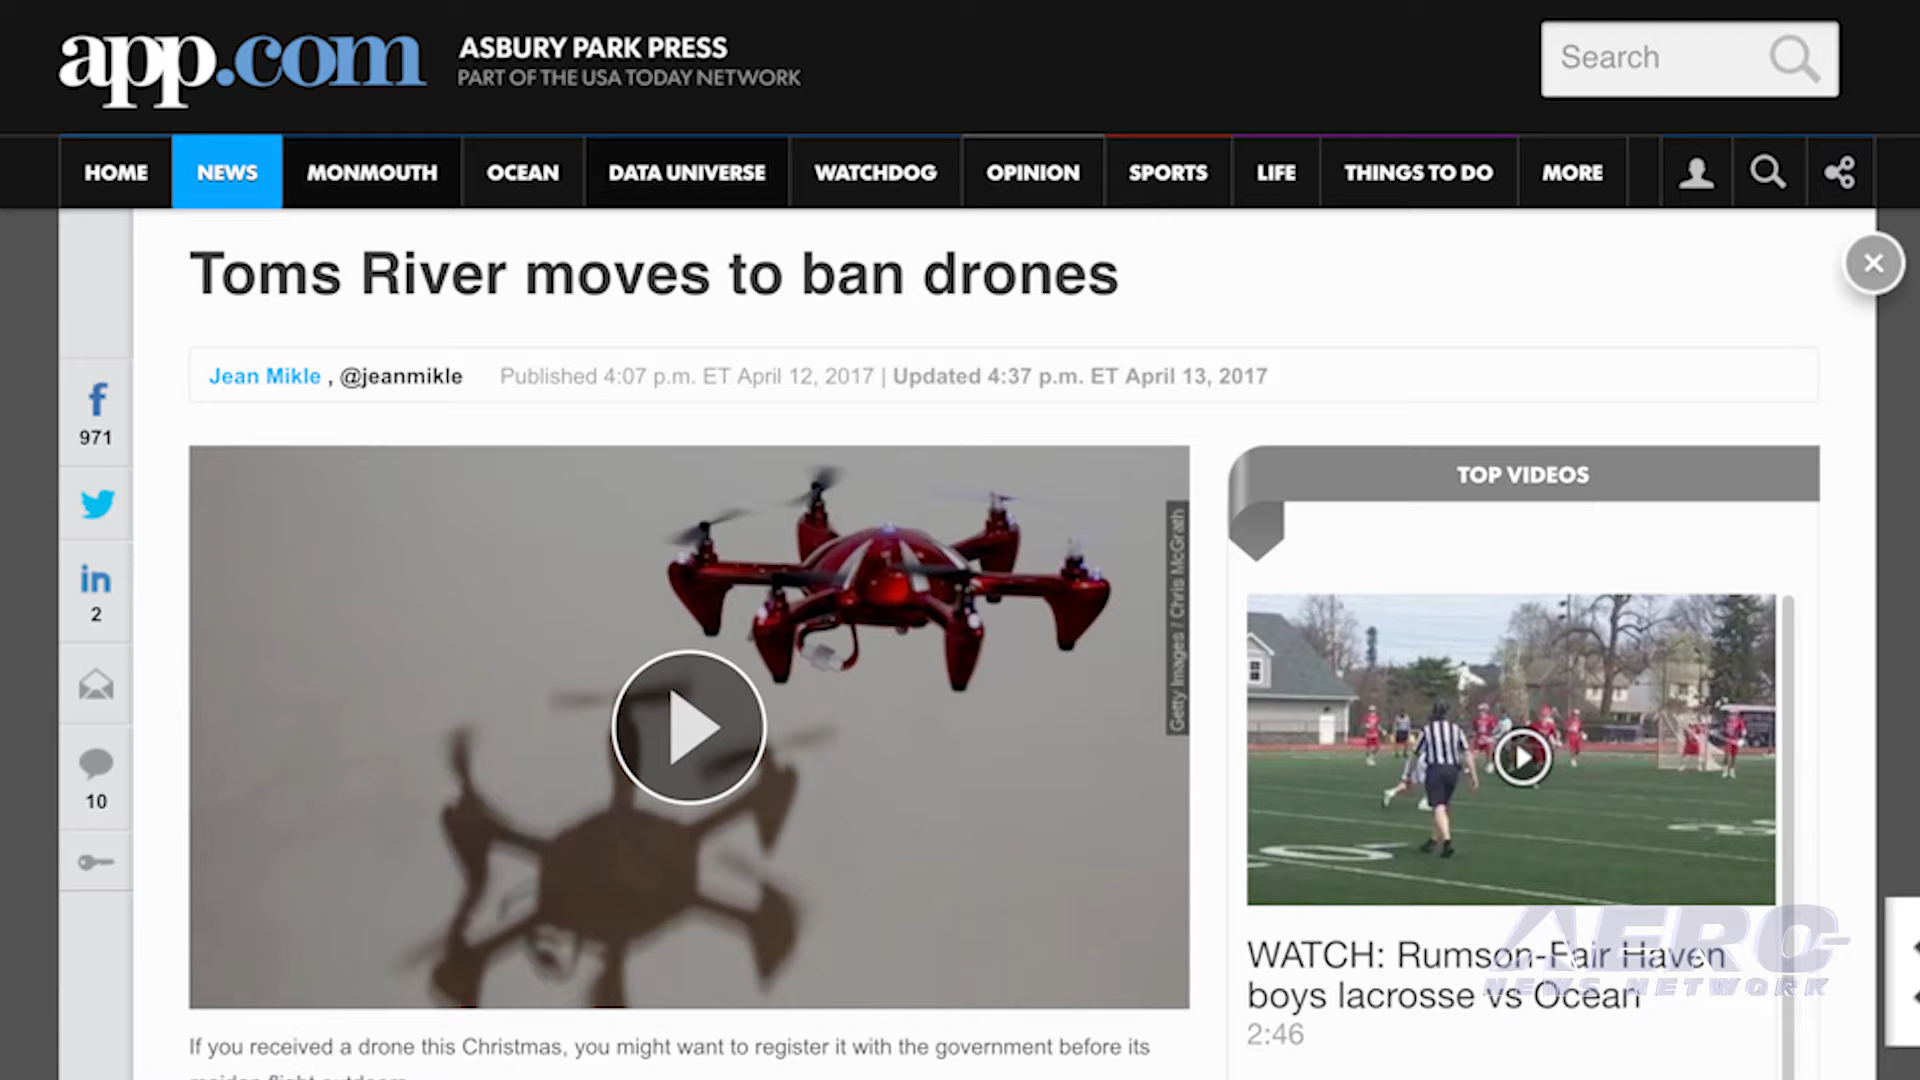 app.com
ASBURY PARK PRESS
PART OF THE USA TODAY NETWORK
Search
HOME
NEWS
MONMOUTH
OCEAN
DATA UNIVERSE
WATCHDOG
OPINION
SPORTS
LIFE
THINGS TO DO
MORE
Toms River moves to ban drones
Jean Mikle , @jeanmikle Published 4:07 p.m. ET April 12, 2017 | Updated 4:37 p.m. ET April 13, 2017
f
971
in
2
10
Getty Images / Chris McGrath
TOP VIDEOS
WATCH: Rumson-Fair Haven
boys lacrosse vs Ocean
2:46
AERO
NEWS NETWORK
If you received a drone this Christmas, you might want to register it with the government before its
maiden flight outdoors